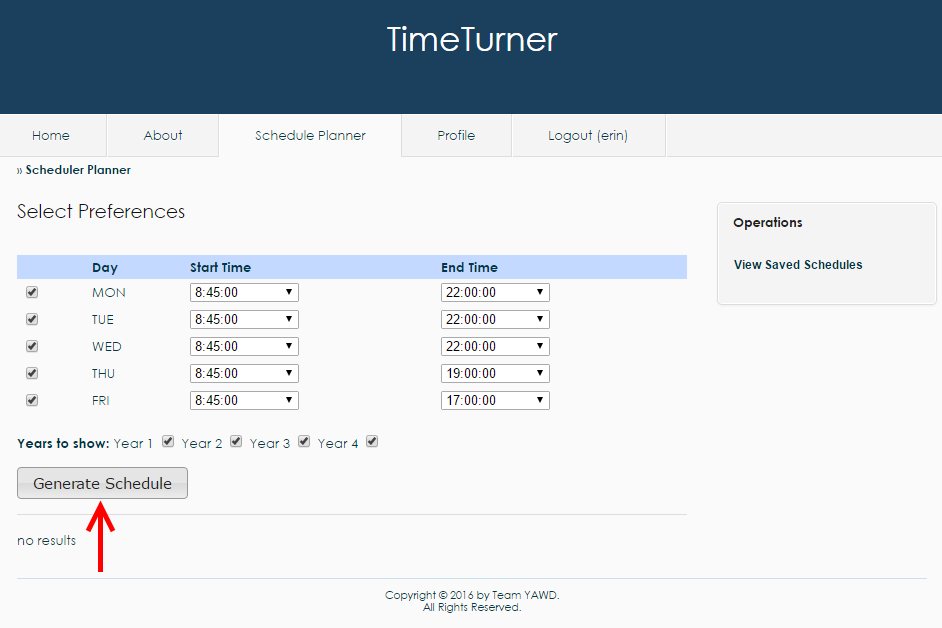 TimeTurner
Home About Schedule Planner Profile Logout (erin)
» Scheduler Planner
Select Preferences
Day Start Time End Time
MON 8:45:00 22:00:00
TUE 8:45:00 22:00:00
WED 8:45:00 22:00:00
THU 8:45:00 19:00:00
FRI 8:45:00 17:00:00
Years to show: Year 1 Year 2 Year 3 Year 4
Generate Schedule
no results
Operations
View Saved Schedules
Copyright © 2016 by Team YAWD.
All Rights Reserved.